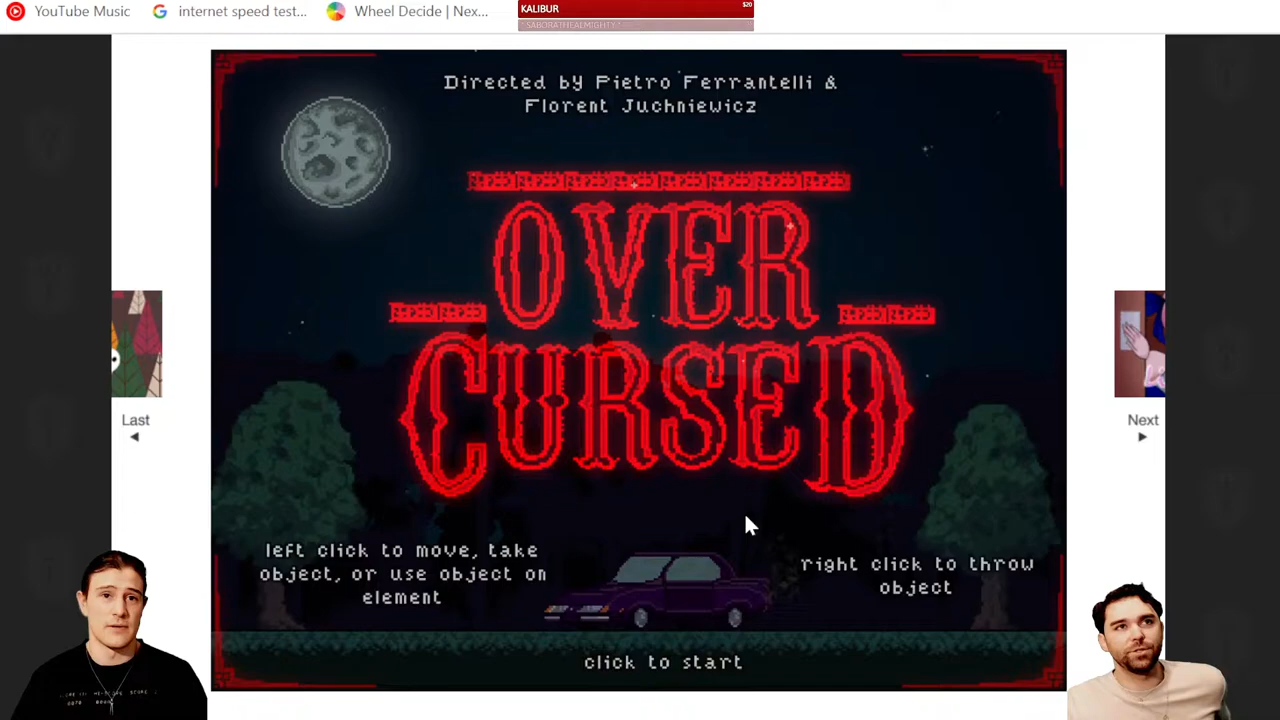 YouTube Music
internet speed test...
Wheel Decide | Nex...
KALIBUR
$20
Directed by Pietro Ferrantelli &
Florent Juchniewicz
OVER
CURSED
Last
Next
left click to move, take
object, or use object on
element
right click to throw
object
click to start